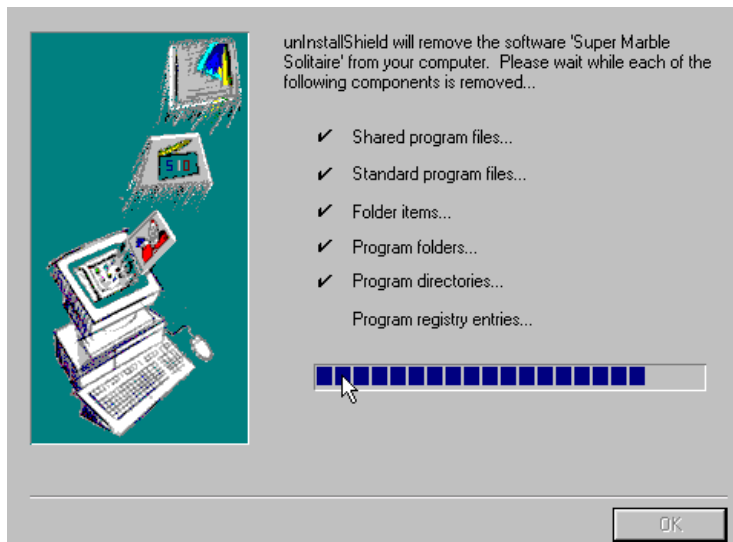 unInstallShield will remove the software 'Super Marble
Solitaire' from your computer.  Please wait while each of the
following components is removed...
Shared program files...
Standard program files...
Folder items...
Program folders...
Program directories...
Program registry entries...
OK